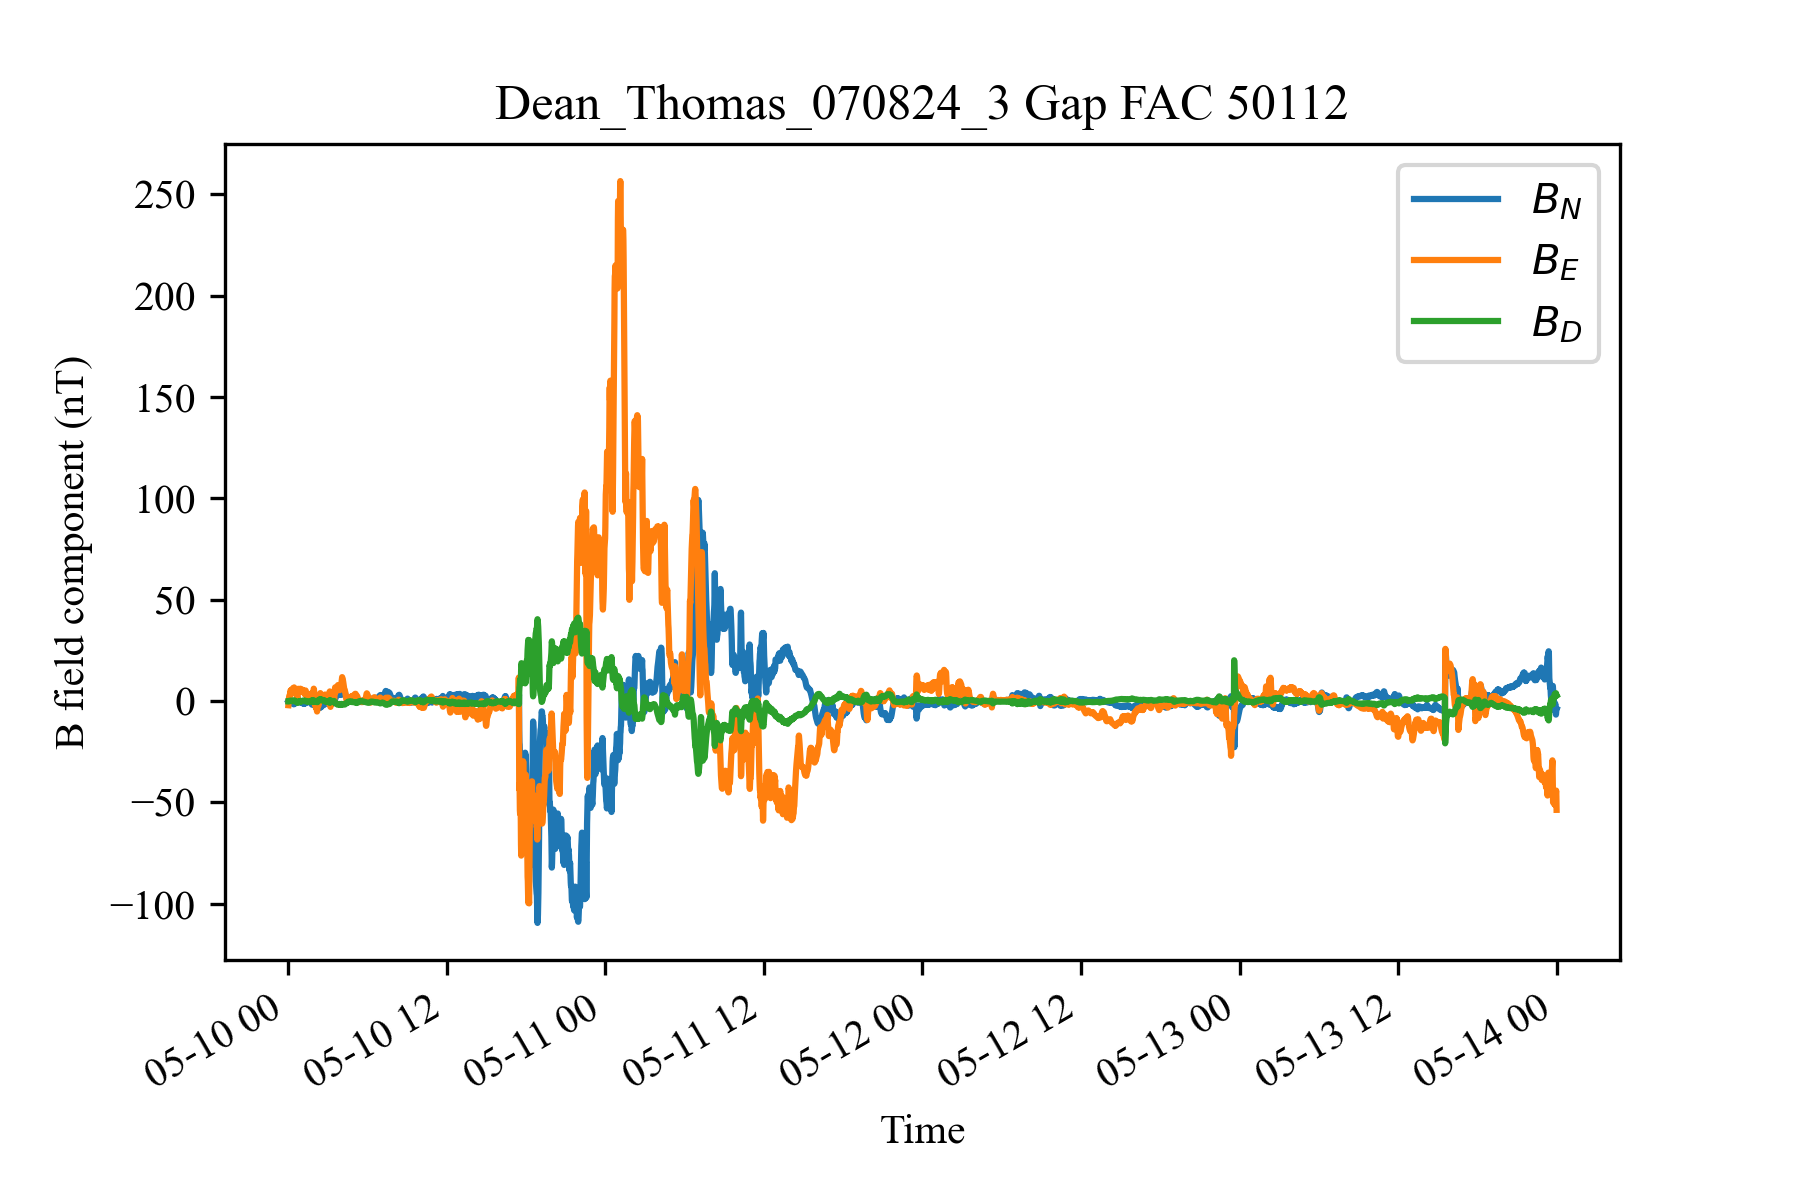 Dean_Thomas_070824_3 Gap FAC 50112
B_N
B_E
B_D
250
200
150
100
50
0
−50
−100
B field component (nT)
05-10 00
05-10 12
05-11 00
05-11 12
05-12 00
05-12 12
05-13 00
05-13 12
05-14 00
Time